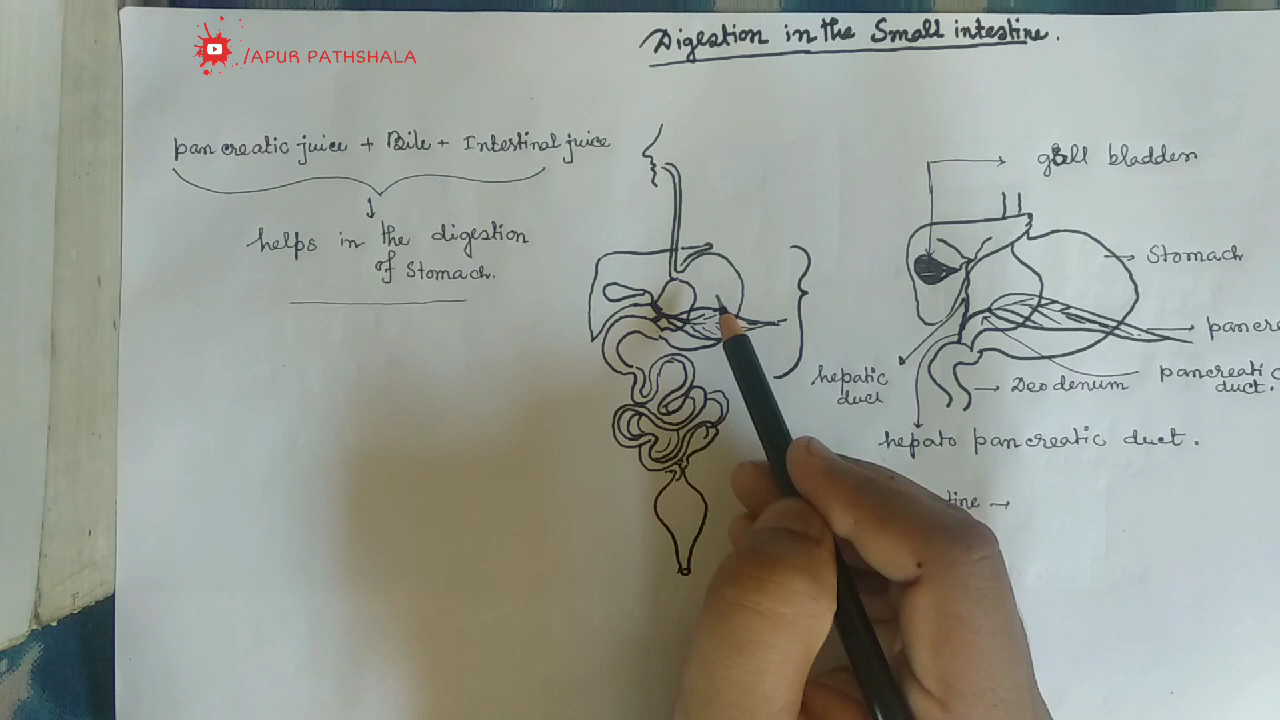 /APUR PATHSHALA
Digestion in the Small intestine.
pancreatic juice + Bile + Intestinal juice
helps in the digestion
of Stomach.
gall bladder
Stomach
pancre
pancreatic
duct.
hepatic
duct
Deodenum
hepato pancreatic duct.
tine →